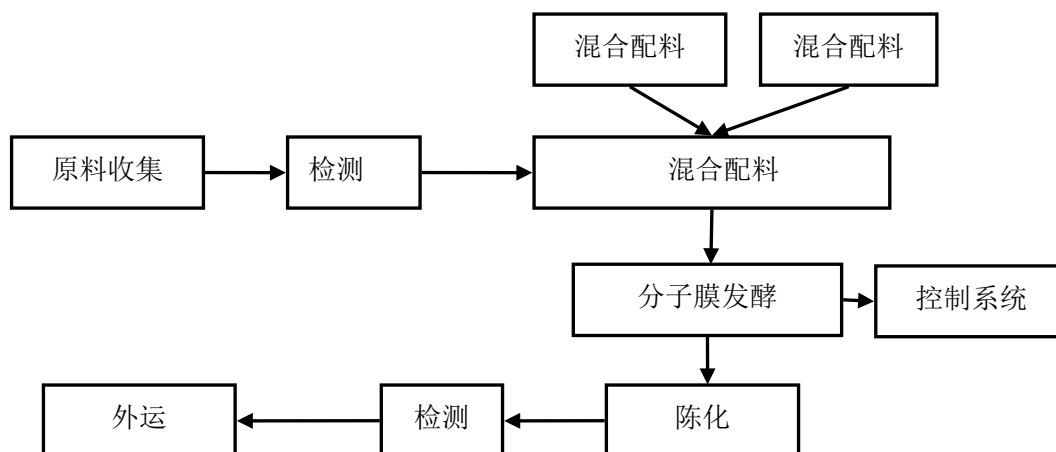 混合配料
混合配料
原料收集
检测
混合配料
分子膜发酵
控制系统
外运
检测
陈化